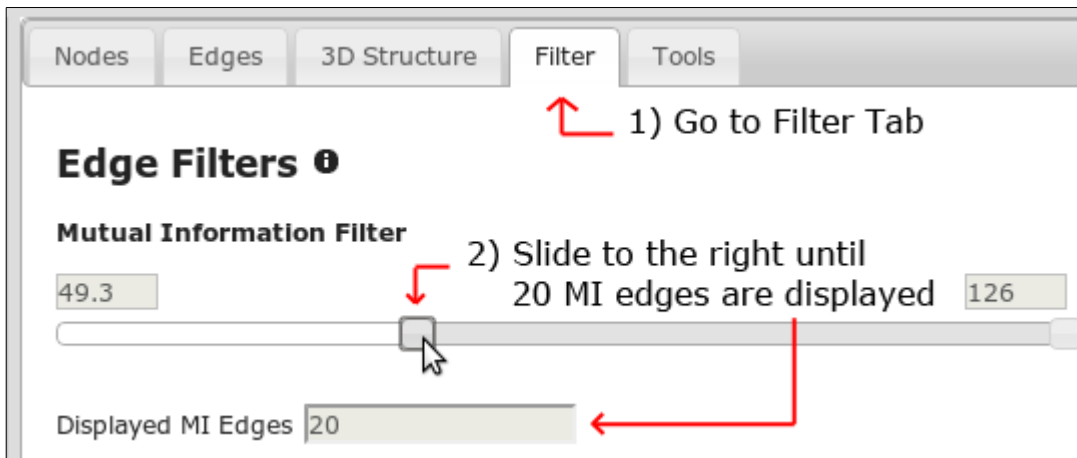 Nodes Edges 3D Structure Filter Tools
1) Go to Filter Tab
Edge Filters
Mutual Information Filter
2) Slide to the right until
20 MI edges are displayed
49.3 126
Displayed MI Edges 20